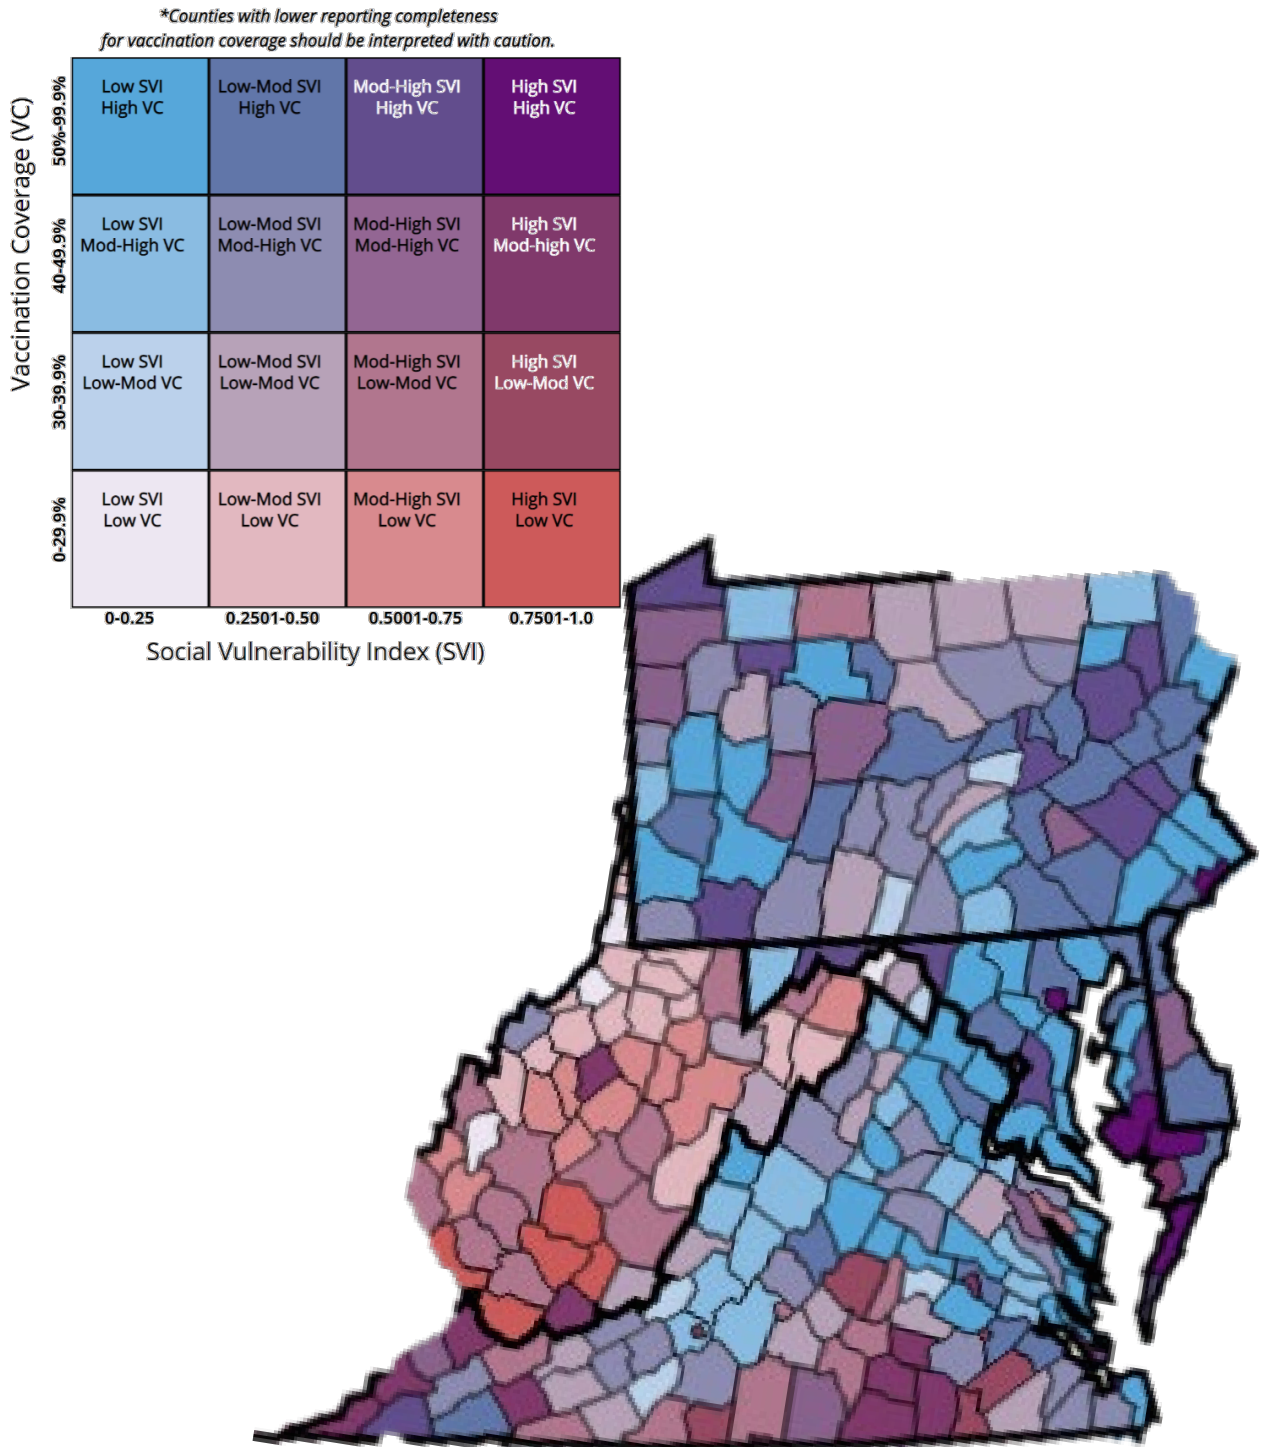 *Counties with lower reporting completeness
for vaccination coverage should be interpreted with caution.
Vaccination Coverage (VC)
50%-99.9%
Low SVI
High VC
Low-Mod SVI
High VC
Mod-High SVI
High VC
High SVI
High VC
40-49.9%
Low SVI
Mod-High VC
Low-Mod SVI
Mod-High VC
Mod-High SVI
Mod-High VC
High SVI
Mod-high VC
30-39.9%
Low SVI
Low-Mod VC
Low-Mod SVI
Low-Mod VC
Mod-High SVI
Low-Mod VC
High SVI
Low-Mod VC
0-29.9%
Low SVI
Low VC
Low-Mod SVI
Low VC
Mod-High SVI
Low VC
High SVI
Low VC
0-0.25
0.2501-0.50
0.5001-0.75
0.7501-1.0
Social Vulnerability Index (SVI)